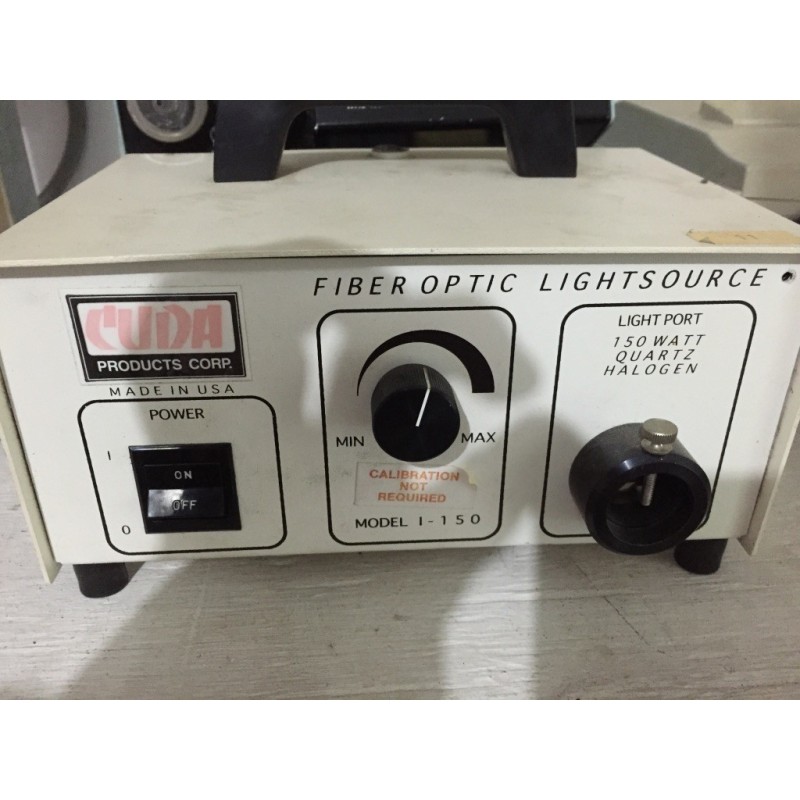 FIBER OPTIC LIGHTSOURCE
CUDA
PRODUCTS CORP.
MADE IN USA
POWER
I
ON
OFF
O
MIN
MAX
CALIBRATION
NOT
REQUIRED
MODEL I-150
LIGHT PORT
150 WATT
QUARTZ
HALOGEN
11